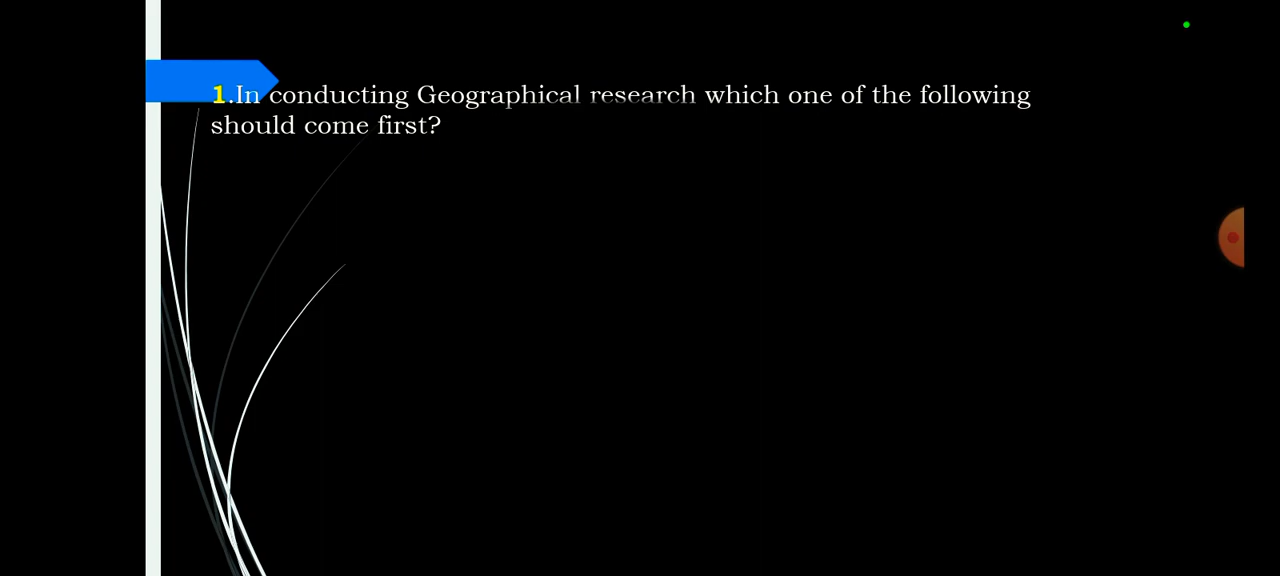 1.In conducting Geographical research which one of the following
should come first?